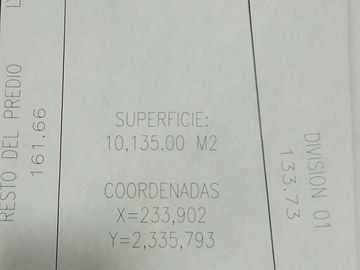 RESTO DEL PREDIO
161.66
SUPERFICIE:
10,135.00 M2
COORDENADAS
X=233,902
Y=2,335,793
DIVISION 01
133.73